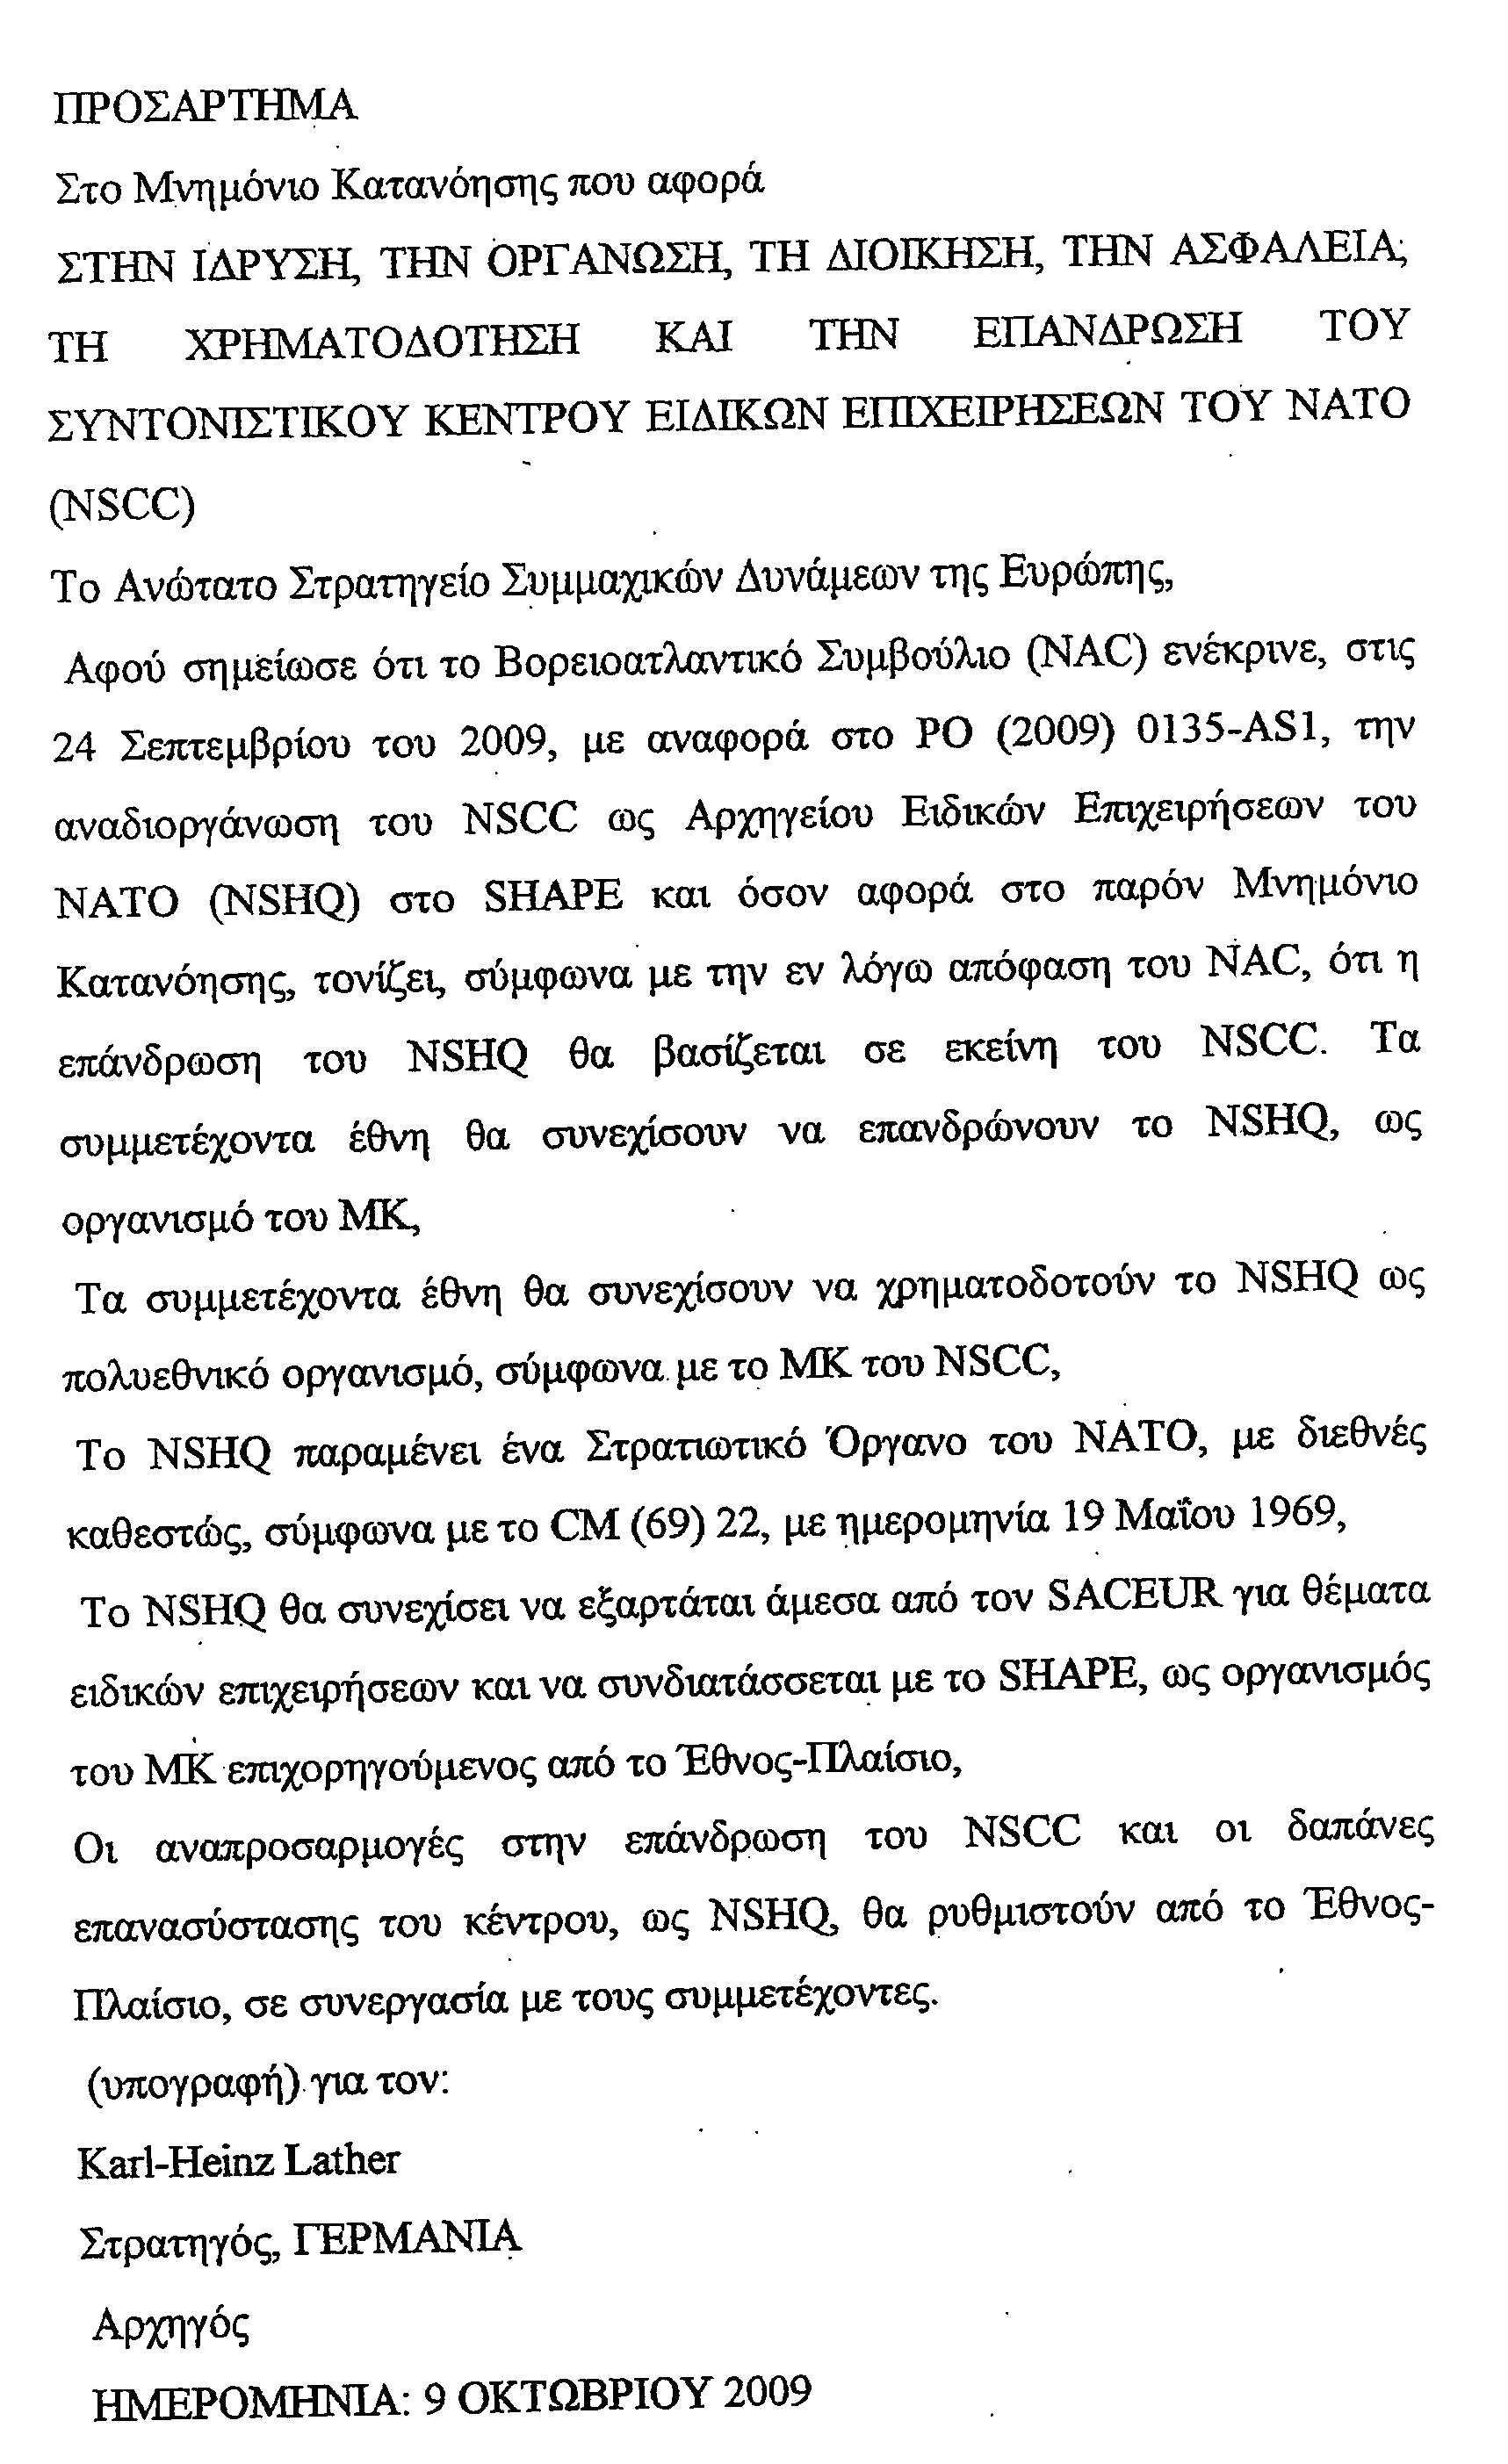 ΠΡΟΣΑΡΤΗΜΑ
Στο Μνημόνιο Κατανόησης που αφορά
ΣΤΗΝ ΙΔΡΥΣΗ, ΤΗΝ ΟΡΓΑΝΩΣΗ, ΤΗ ΔΙΟΙΚΗΣΗ, ΤΗΝ ΑΣΦΑΛΕΙΑ,
ΤΗ ΧΡΗΜΑΤΟΔΟΤΗΣΗ ΚΑΙ ΤΗΝ ΕΠΑΝΔΡΩΣΗ ΤΟΥ
ΣΥΝΤΟΝΙΣΤΙΚΟΥ ΚΕΝΤΡΟΥ ΕΙΔΙΚΩΝ ΕΠΙΧΕΙΡΗΣΕΩΝ ΤΟΥ ΝΑΤΟ
(NSCC)
Το Ανώτατο Στρατηγείο Συμμαχικών Δυνάμεων της Ευρώπης,
Αφού σημείωσε ότι το Βορειοατλαντικό Συμβούλιο (NAC) ενέκρινε, στις
24 Σεπτεμβρίου του 2009, με αναφορά στο PO (2009) 0135-AS1, την
αναδιοργάνωση του NSCC ως Αρχηγείου Ειδικών Επιχειρήσεων του
ΝΑΤΟ (NSHQ) στο SHAPE και όσον αφορά στο παρόν Μνημόνιο
Κατανόησης, τονίζει, σύμφωνα με την εν λόγω απόφαση του NAC, ότι η
επάνδρωση του NSHQ θα βασίζεται σε εκείνη του NSCC. Τα
συμμετέχοντα έθνη θα συνεχίσουν να επανδρώνουν το NSHQ, ως
οργανισμό του ΜΚ,
Τα συμμετέχοντα έθνη θα συνεχίσουν να χρηματοδοτούν το NSHQ ως
πολυεθνικό οργανισμό, σύμφωνα με το ΜΚ του NSCC,
Το NSHQ παραμένει ένα Στρατιωτικό Όργανο του ΝΑΤΟ, με διεθνές
καθεστώς, σύμφωνα με το CM (69) 22, με ημερομηνία 19 Μαΐου 1969,
Το NSHQ θα συνεχίσει να εξαρτάται άμεσα από τον SACEUR για θέματα
ειδικών επιχειρήσεων και να συνδιατάσσεται με το SHAPE, ως οργανισμός
του ΜΚ επιχορηγούμενος από το Έθνος-Πλαίσιο,
Οι αναπροσαρμογές στην επάνδρωση του NSCC και οι δαπάνες
επανασύστασης του κέντρου, ως NSHQ, θα ρυθμιστούν από το Έθνος-
Πλαίσιο, σε συνεργασία με τους συμμετέχοντες.
(υπογραφή) για τον:
Karl-Heinz Lather
Στρατηγός, ΓΕΡΜΑΝΙΑ
Αρχηγός
ΗΜΕΡΟΜΗΝΙΑ: 9 ΟΚΤΩΒΡΙΟΥ 2009